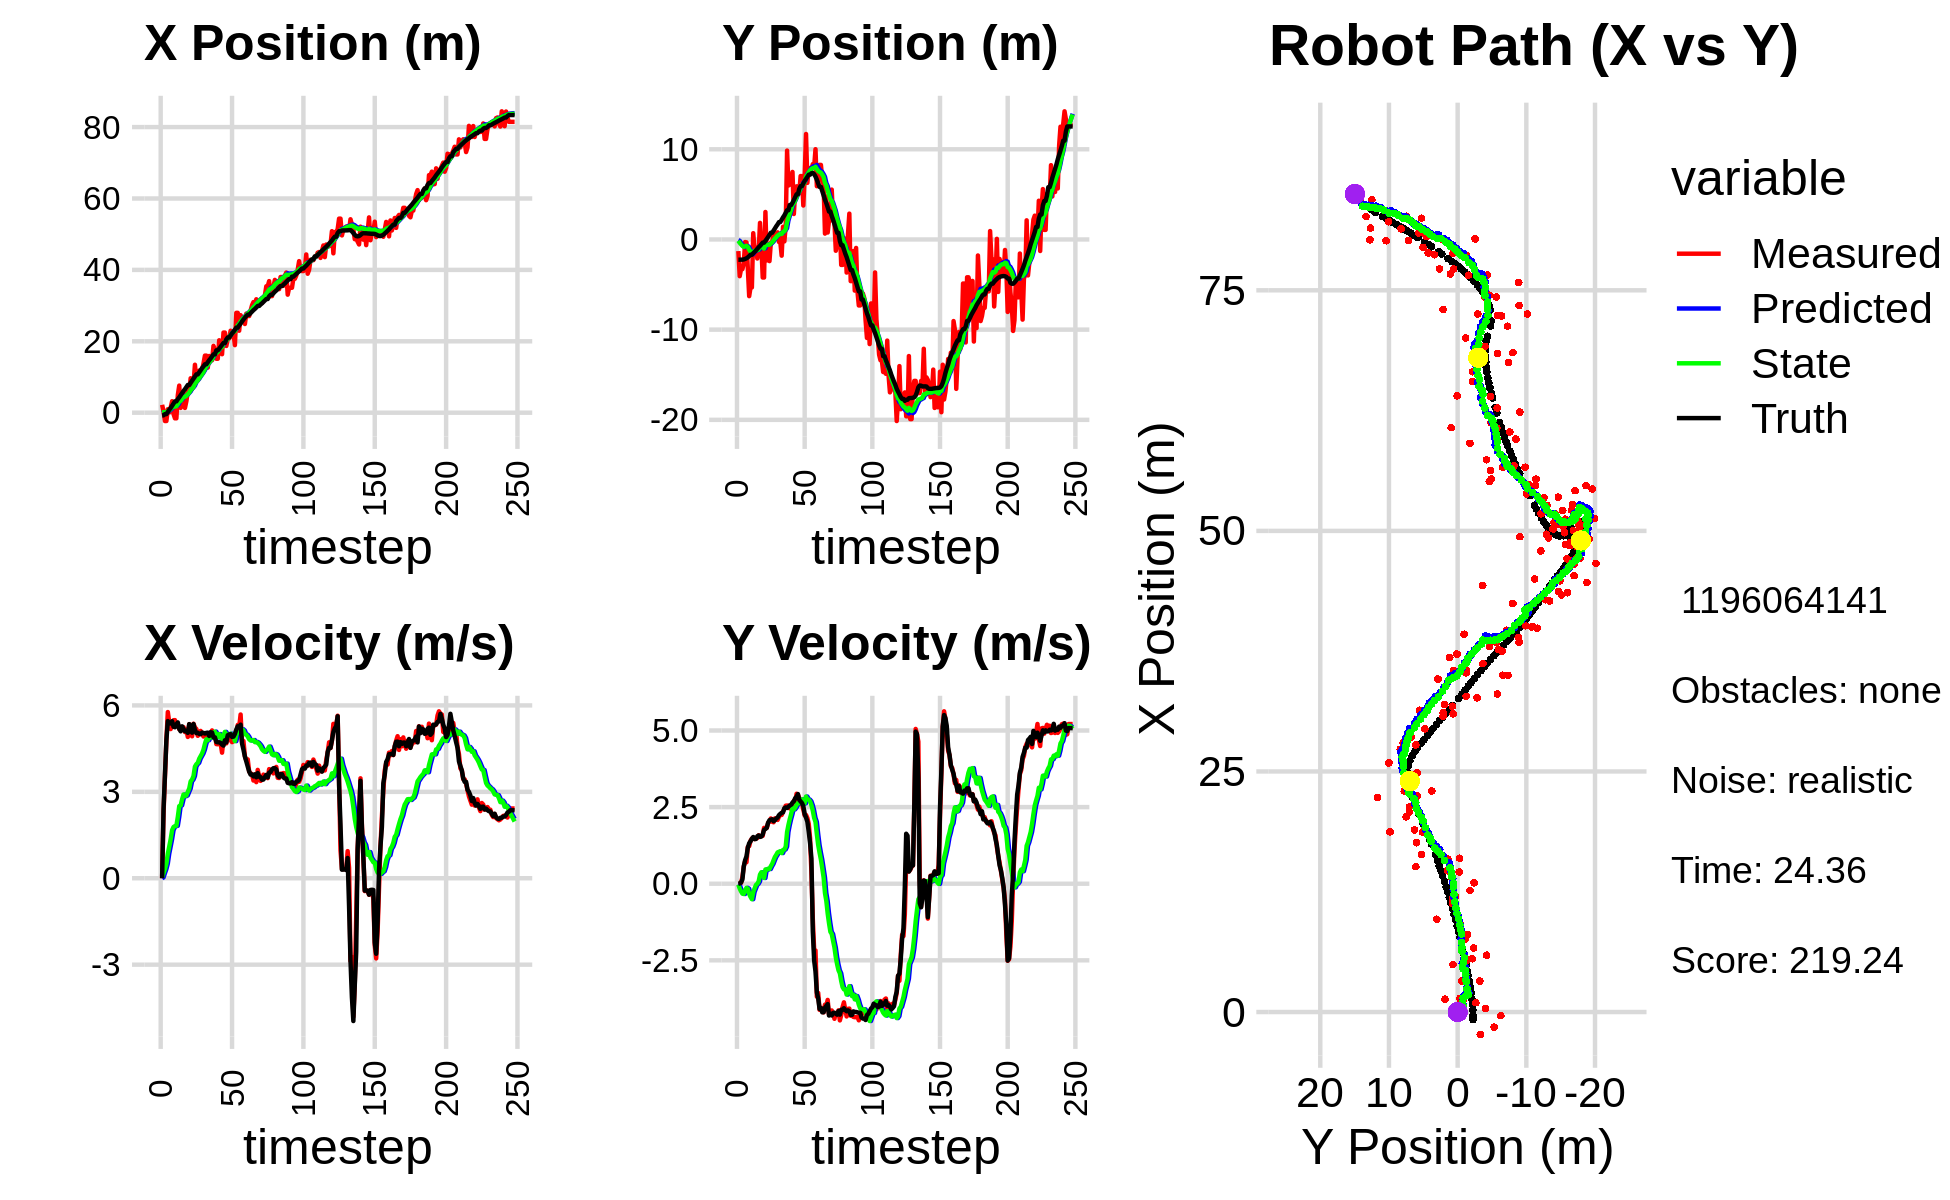 X Position (m)
80
60
40
20
0
0
50
100
150
200
250
timestep
Y Position (m)
10
0
-10
-20
0
50
100
150
200
250
timestep
X Velocity (m/s)
6
3
0
-3
0
50
100
150
200
250
timestep
Y Velocity (m/s)
5.0
2.5
0.0
-2.5
0
50
100
150
200
250
timestep
Robot Path (X vs Y)
X Position (m)
75
50
25
0
20
10
0
-10
-20
Y Position (m)
variable
Measured
Predicted
State
Truth
1196064141
Obstacles: none
Noise: realistic
Time: 24.36
Score: 219.24